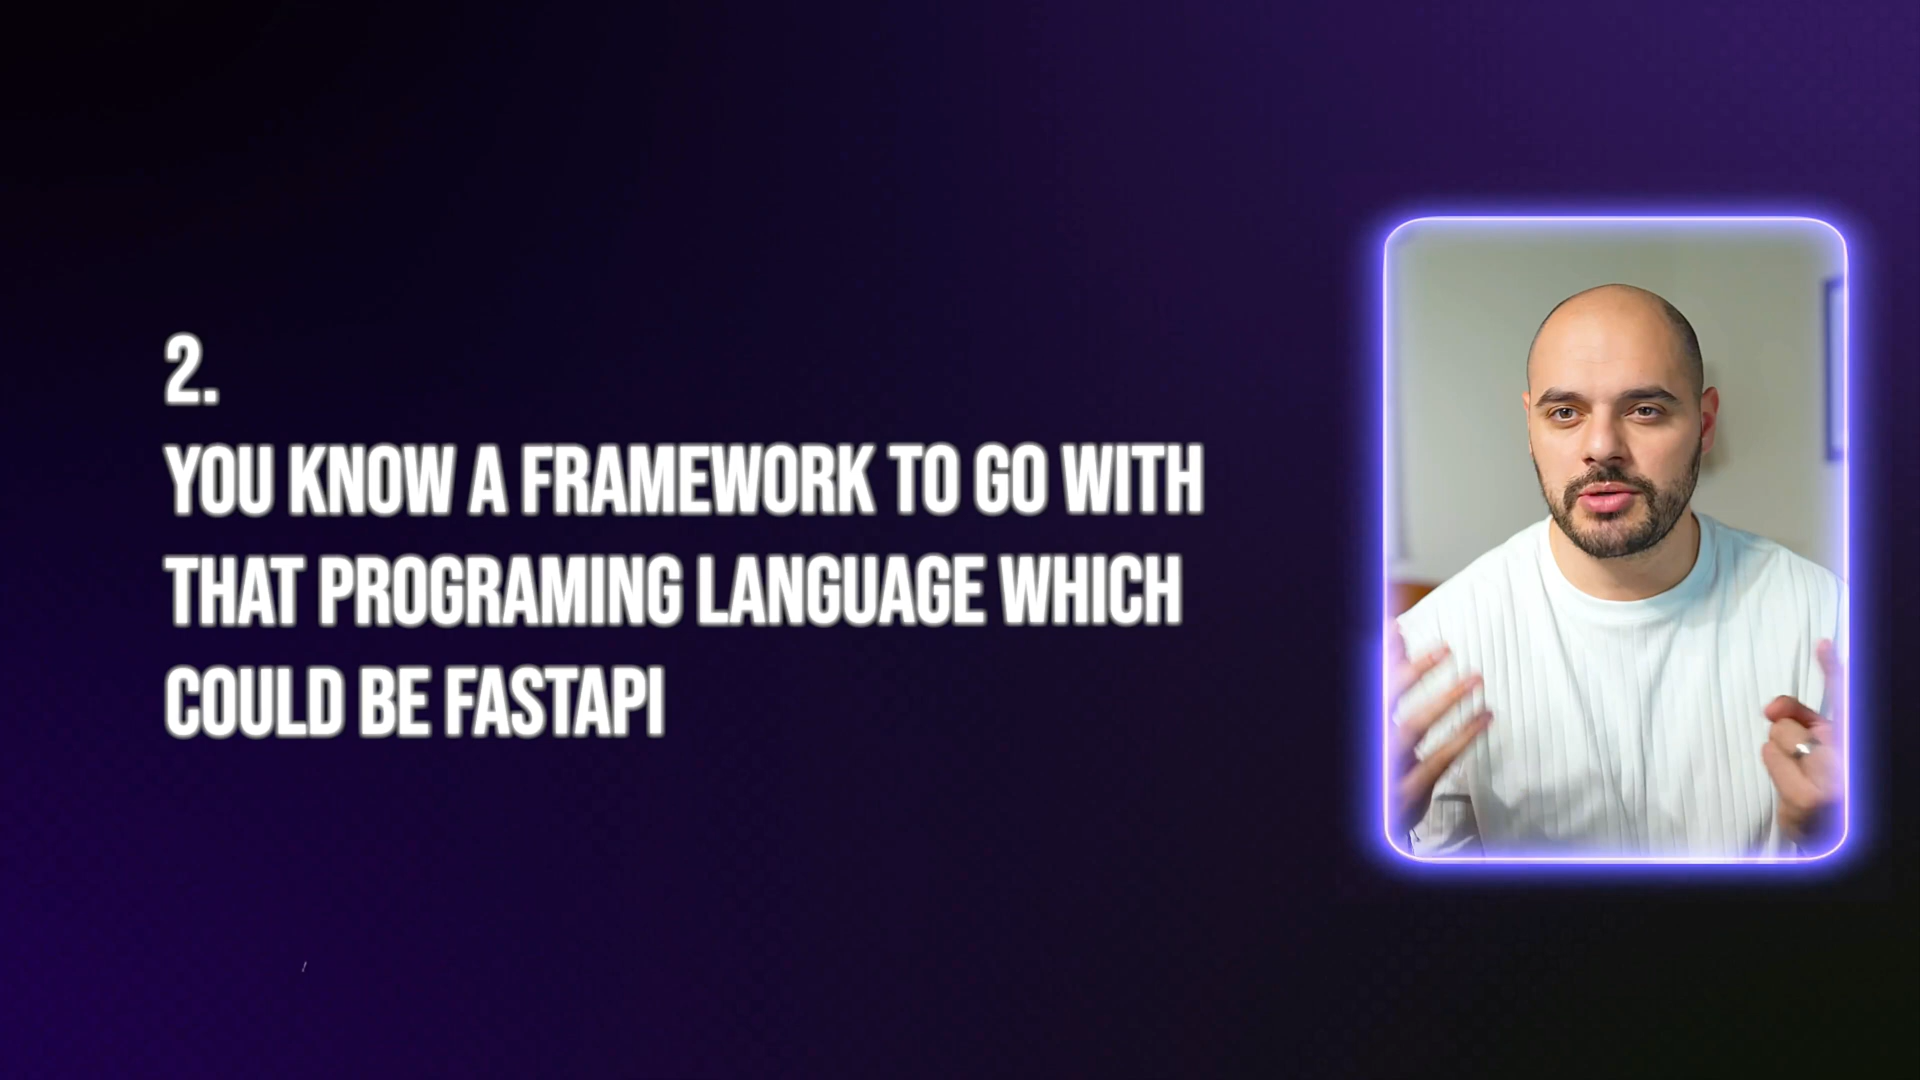 2.
YOU KNOW A FRAMEWORK TO GO WITH
THAT PROGRAMING LANGUAGE WHICH
COULD BE FASTAPI